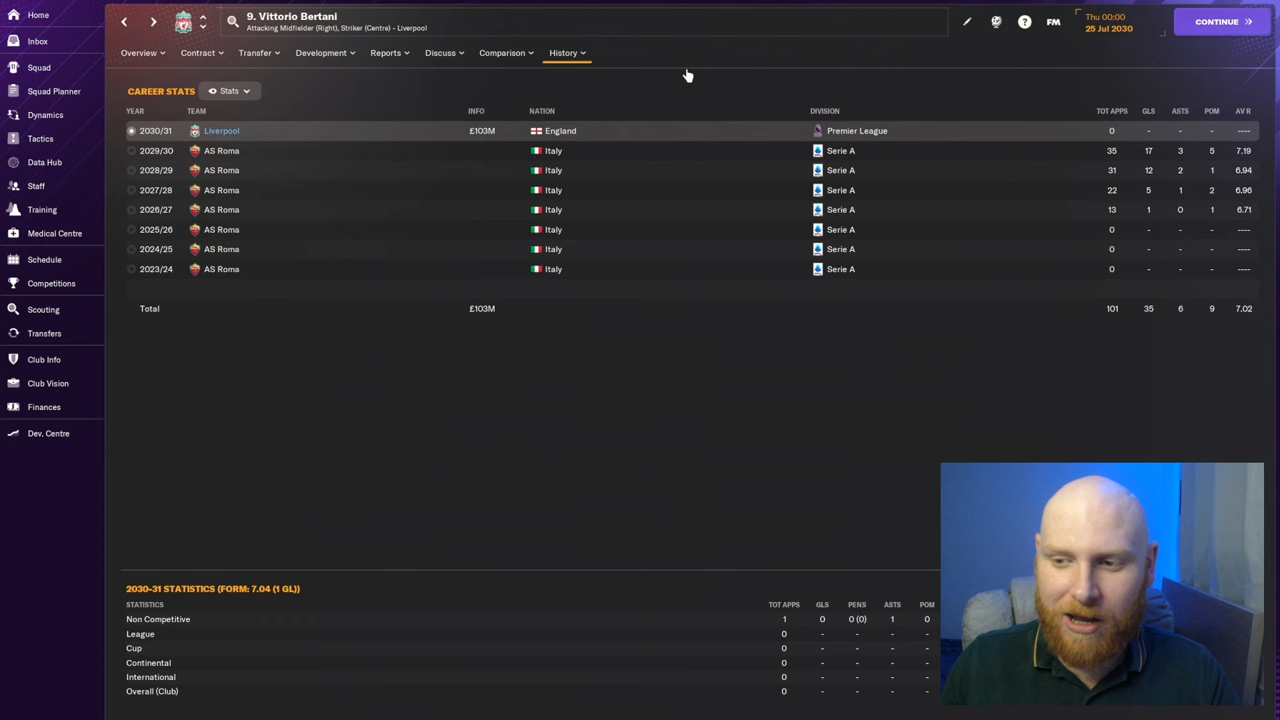 Home
Inbox
Squad
Squad Planner
Dynamics
Tactics
Data Hub
Staff
Training
Medical Centre
Schedule
Competitions
Scouting
Transfers
Club Info
Club Vision
Finances
Dev. Centre
9. Vittorio Bertani
Attacking Midfielder (Right), Striker (Centre) - Liverpool
FM
Thu 00:00
25 Jul 2030
CONTINUE
Overview Contract Transfer Development Reports Discuss Comparison History
CAREER STATS Stats
YEAR TEAM INFO NATION DIVISION TOT APPS GLS ASTS POM AV R
2030/31 Liverpool £103M England Premier League 0 - - - ----
2029/30 AS Roma Italy Serie A 35 17 3 5 7.19
2028/29 AS Roma Italy Serie A 31 12 2 1 6.94
2027/28 AS Roma Italy Serie A 22 5 1 2 6.96
2026/27 AS Roma Italy Serie A 13 1 0 1 6.71
2025/26 AS Roma Italy Serie A 0 - - - ----
2024/25 AS Roma Italy Serie A 0 - - - ----
2023/24 AS Roma Italy Serie A 0 - - - ----
Total £103M 101 35 6 9 7.02
2030-31 STATISTICS (FORM: 7.04 (1 GL))
STATISTICS TOT APPS GLS PENS ASTS POM
Non Competitive 1 0 0 (0) 1 0
League 0 - - - -
Cup 0 - - - -
Continental 0 - - - -
International 0 - - - -
Overall (Club) 0 - - - -